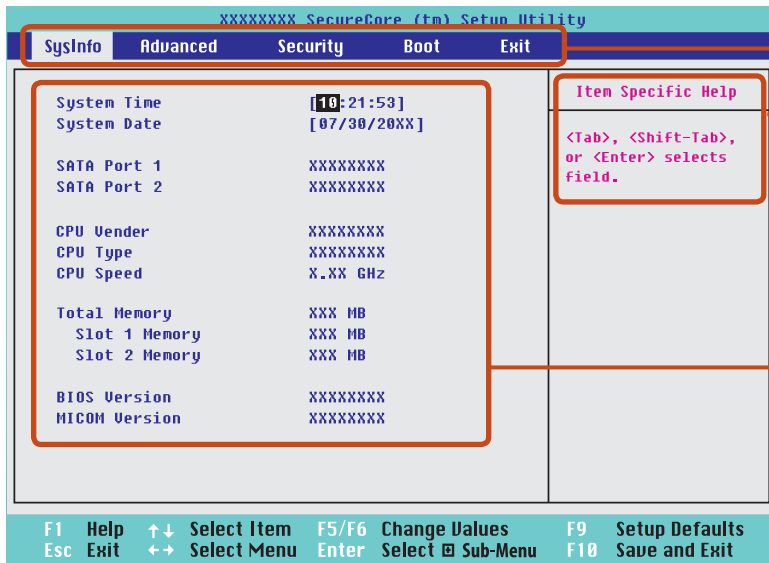 XXXXXXXX SecureCore (tm) Setup Utility
SysInfo Advanced Security Boot Exit
System Time [10:21:53]
System Date [07/30/20XX]
SATA Port 1 XXXXXXXX
SATA Port 2 XXXXXXXX
CPU Vender XXXXXXXX
CPU Type XXXXXXXX
CPU Speed X.XX GHz
Total Memory XXX MB
Slot 1 Memory XXX MB
Slot 2 Memory XXX MB
BIOS Version XXXXXXXX
MICOM Version XXXXXXXX
Item Specific Help
<Tab>, <Shift-Tab>,
or <Enter> selects
field.
F1 Help ↑↓ Select Item F5/F6 Change Values F9 Setup Defaults
Esc Exit ←→ Select Menu Enter Select ⊡ Sub-Menu F10 Save and Exit